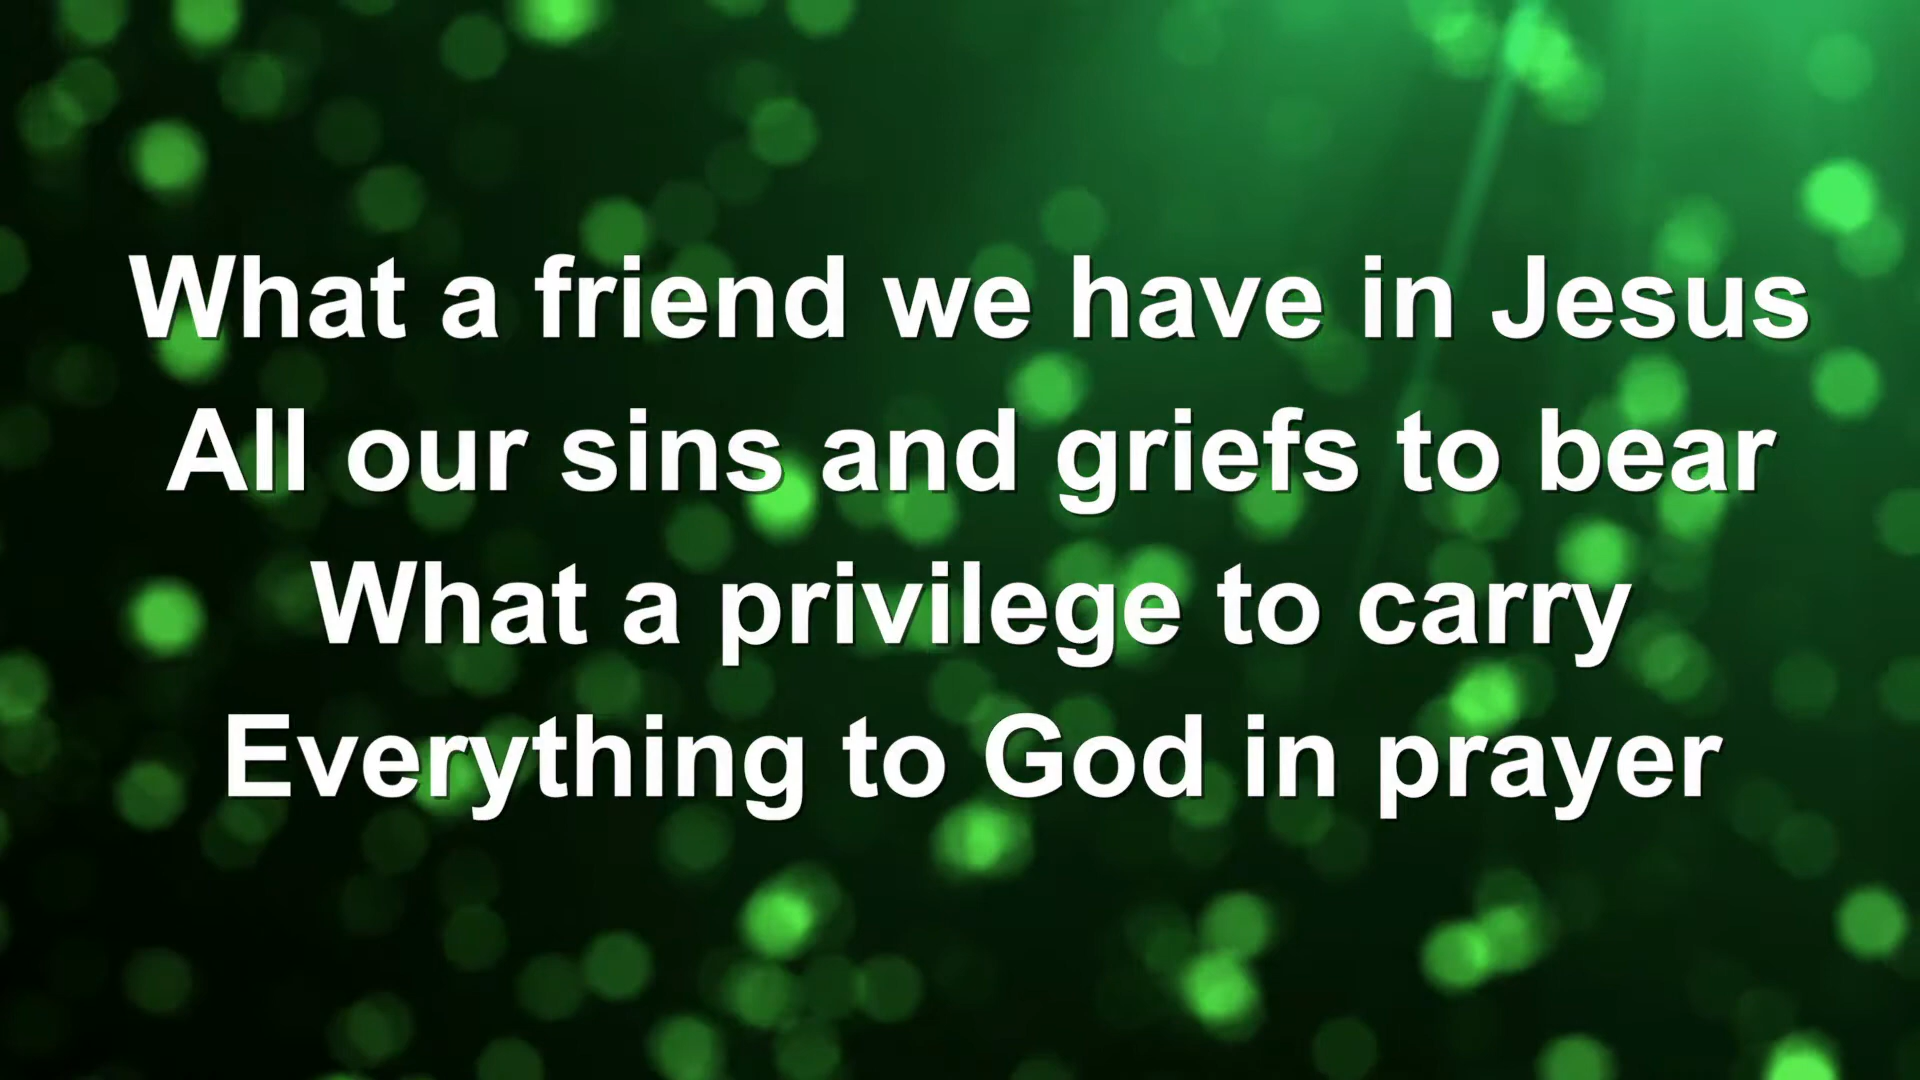 What a friend we have in Jesus
All our sins and griefs to bear
What a privilege to carry
Everything to God in prayer